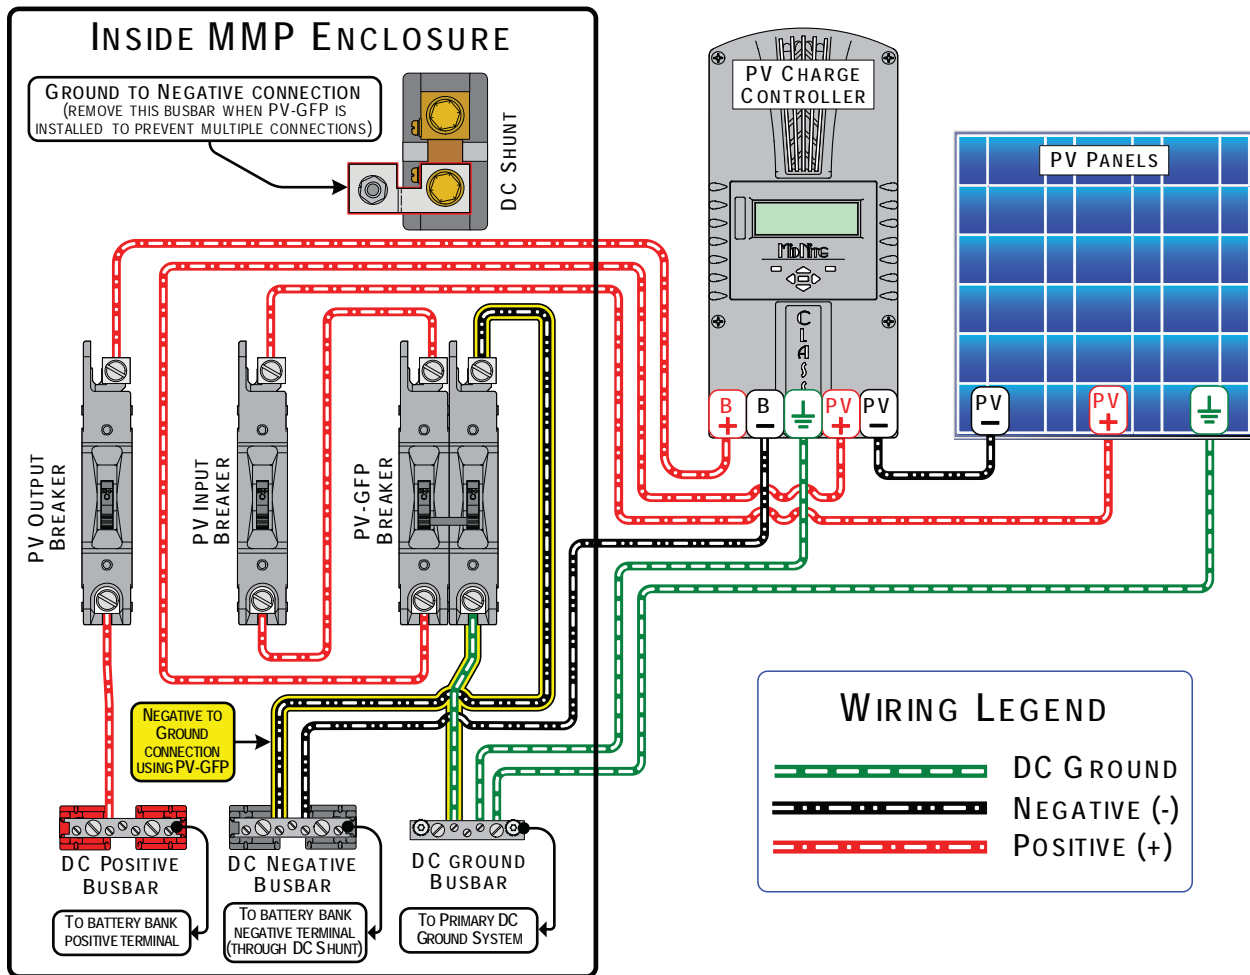 INSIDE MMP ENCLOSURE
GROUND TO NEGATIVE CONNECTION
(REMOVE THIS BUSBAR WHEN PV-GFP IS
INSTALLED TO PREVENT MULTIPLE CONNECTIONS)
DC SHUNT
PV CHARGE
CONTROLLER
MIDNITE
CLASS
PV PANELS
B
+
B
–
PV
+
PV
–
PV
–
PV
+
PV OUTPUT
BREAKER
PV INPUT
BREAKER
PV-GFP
BREAKER
NEGATIVE TO
GROUND
CONNECTION
USING PV-GFP
WIRING LEGEND
DC GROUND
NEGATIVE (-)
POSITIVE (+)
DC POSITIVE
BUSBAR
DC NEGATIVE
BUSBAR
DC GROUND
BUSBAR
TO BATTERY BANK
POSITIVE TERMINAL
TO BATTERY BANK
NEGATIVE TERMINAL
(THROUGH DC SHUNT)
TO PRIMARY DC
GROUND SYSTEM